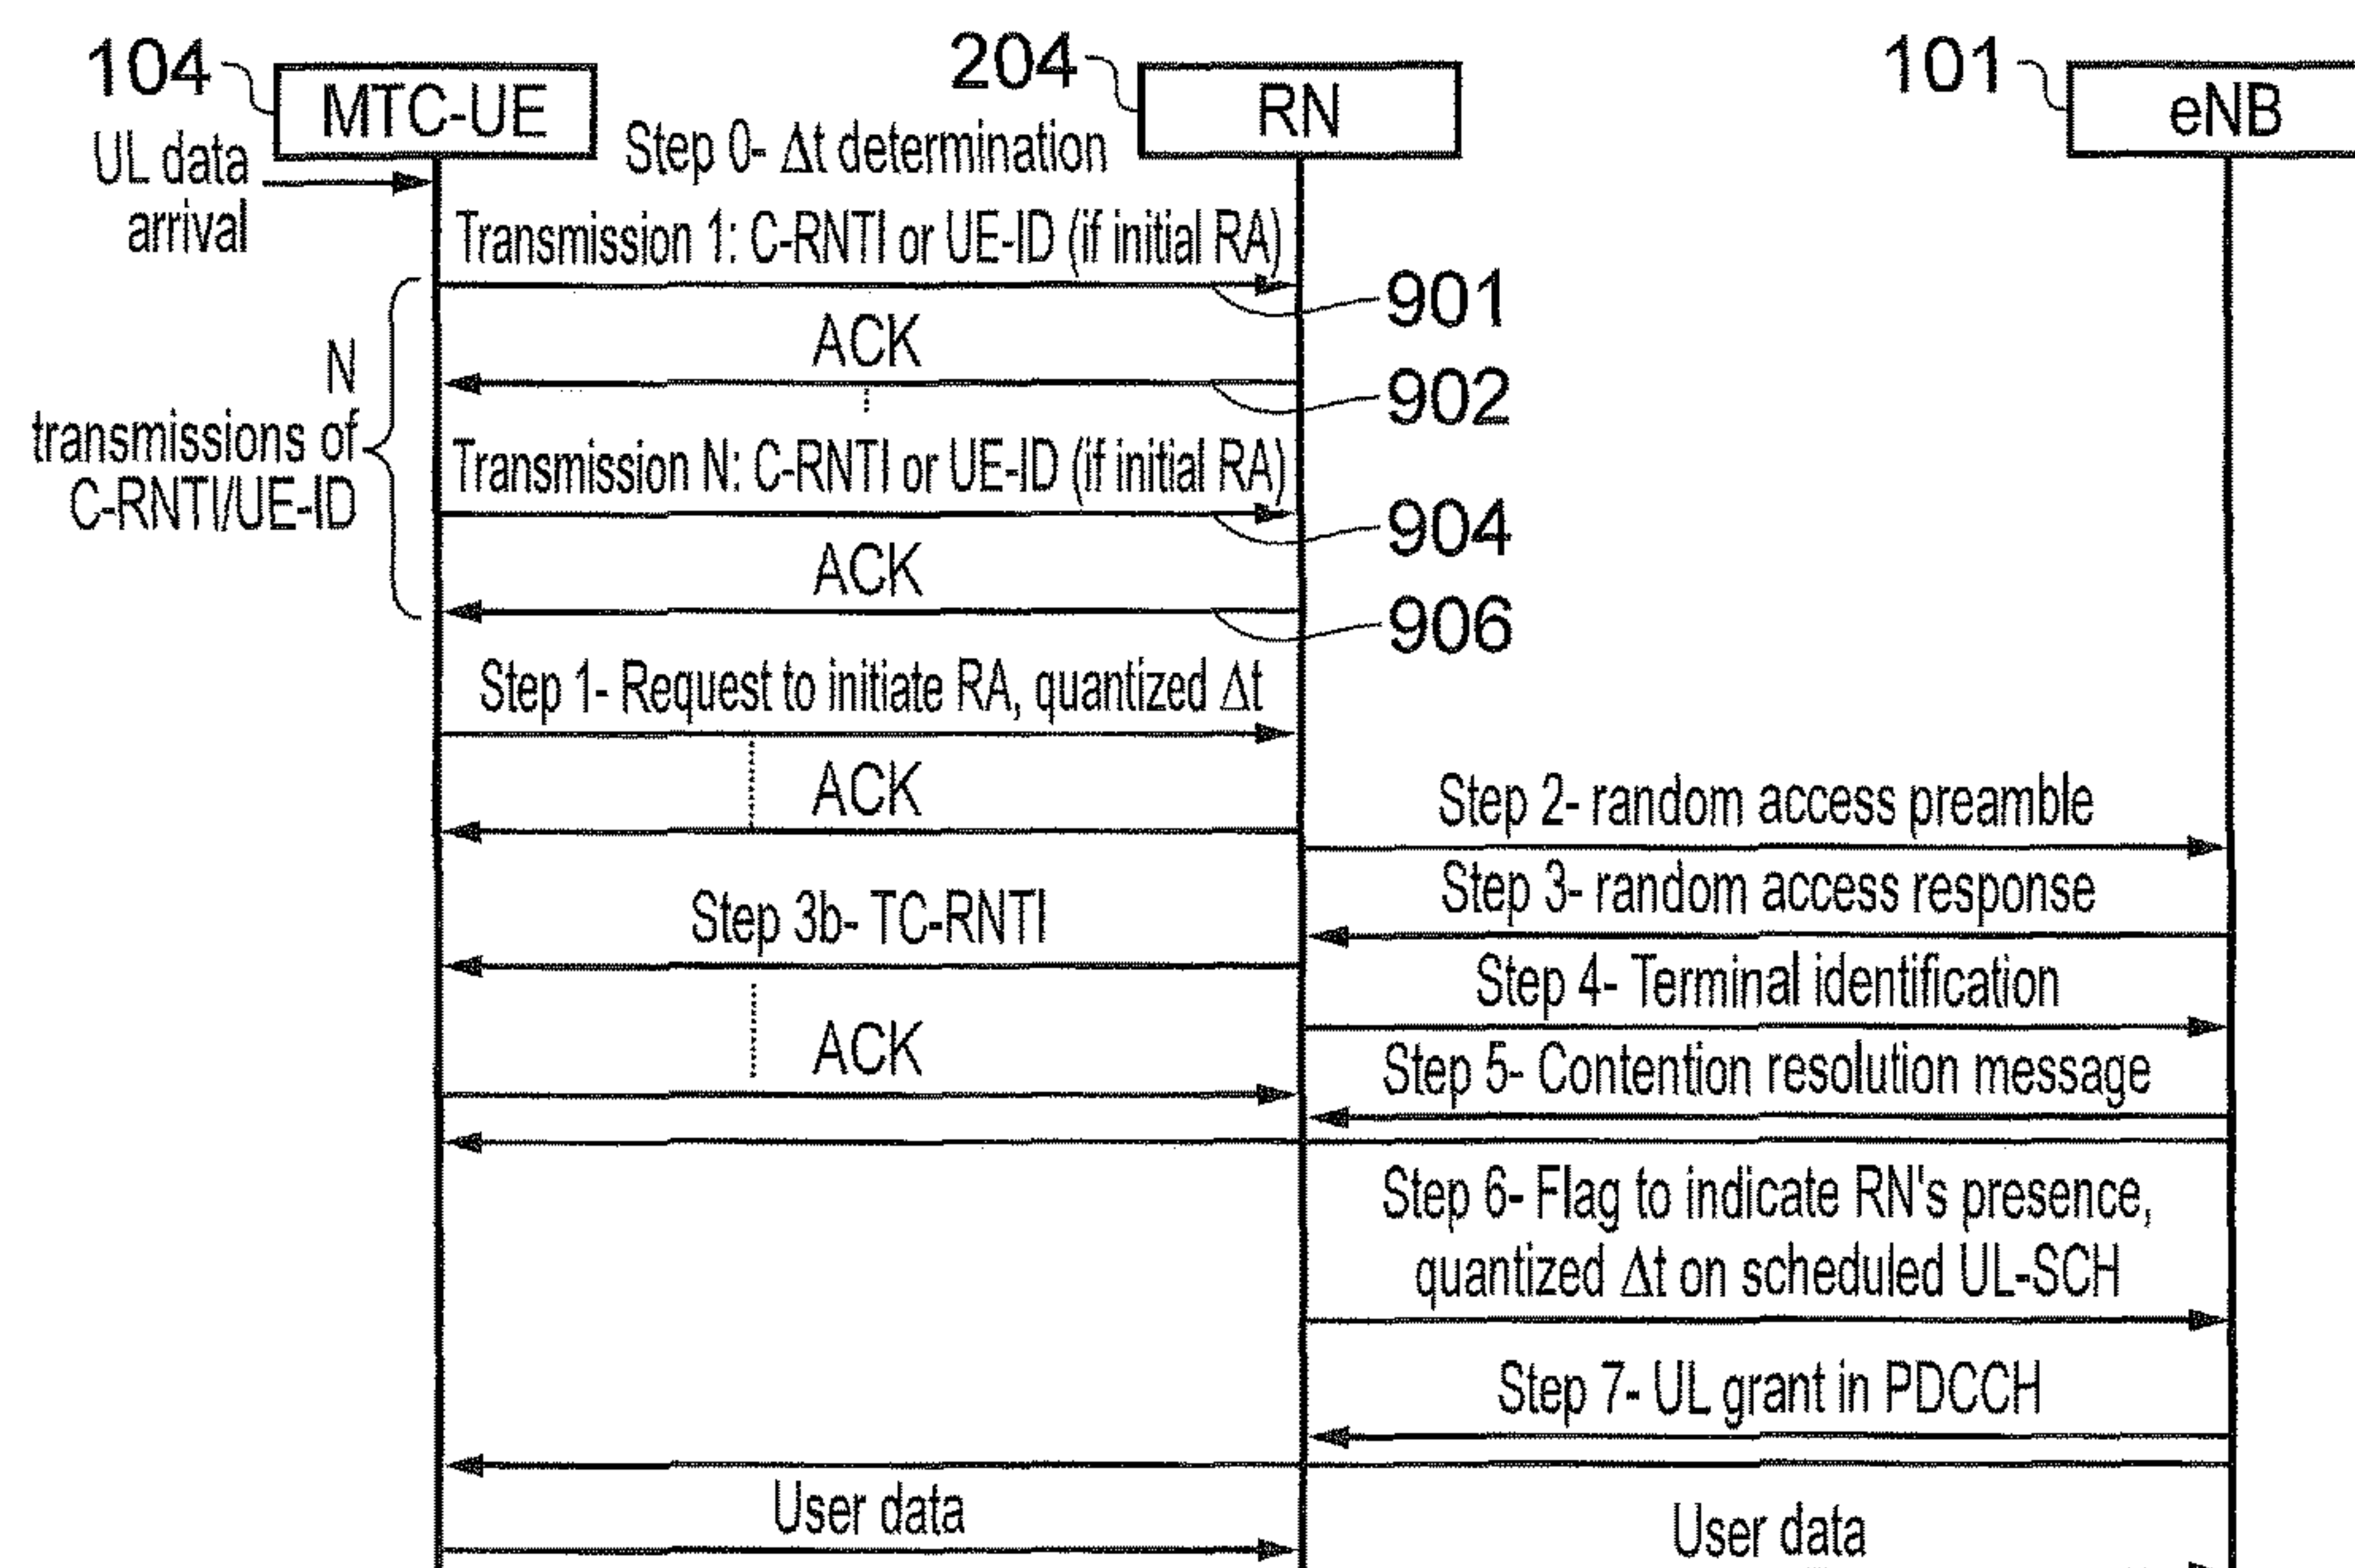 104
MTC-UE
204
RN
101
eNB
UL data
arrival
Step 0- Δt determination
Transmission 1: C-RNTI or UE-ID (if initial RA)
901
ACK
902
N
transmissions of
C-RNTI/UE-ID
Transmission N: C-RNTI or UE-ID (if initial RA)
904
ACK
906
Step 1- Request to initiate RA, quantized Δt
ACK
Step 2- random access preamble
Step 3- random access response
Step 3b- TC-RNTI
Step 4- Terminal identification
ACK
Step 5- Contention resolution message
Step 6- Flag to indicate RN's presence,
quantized Δt on scheduled UL-SCH
Step 7- UL grant in PDCCH
User data
User data